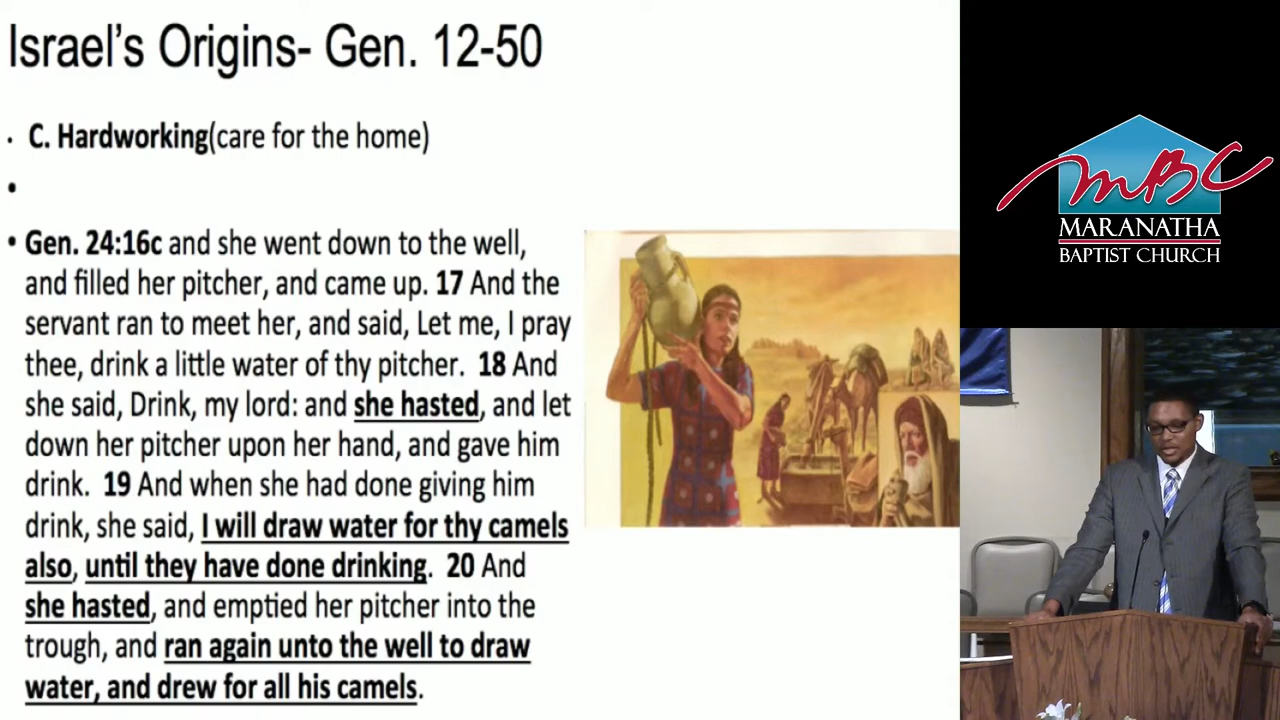 Israel's Origins- Gen. 12-50
• C. Hardworking(care for the home)
•
• Gen. 24:16c and she went down to the well,
and filled her pitcher, and came up. 17 And the
servant ran to meet her, and said, Let me, I pray
thee, drink a little water of thy pitcher.  18 And
she said, Drink, my lord: and she hasted, and let
down her pitcher upon her hand, and gave him
drink.  19 And when she had done giving him
drink, she said, I will draw water for thy camels
also, until they have done drinking.  20 And
she hasted, and emptied her pitcher into the
trough, and ran again unto the well to draw
water, and drew for all his camels.
MBC
MARANATHA
BAPTIST CHURCH